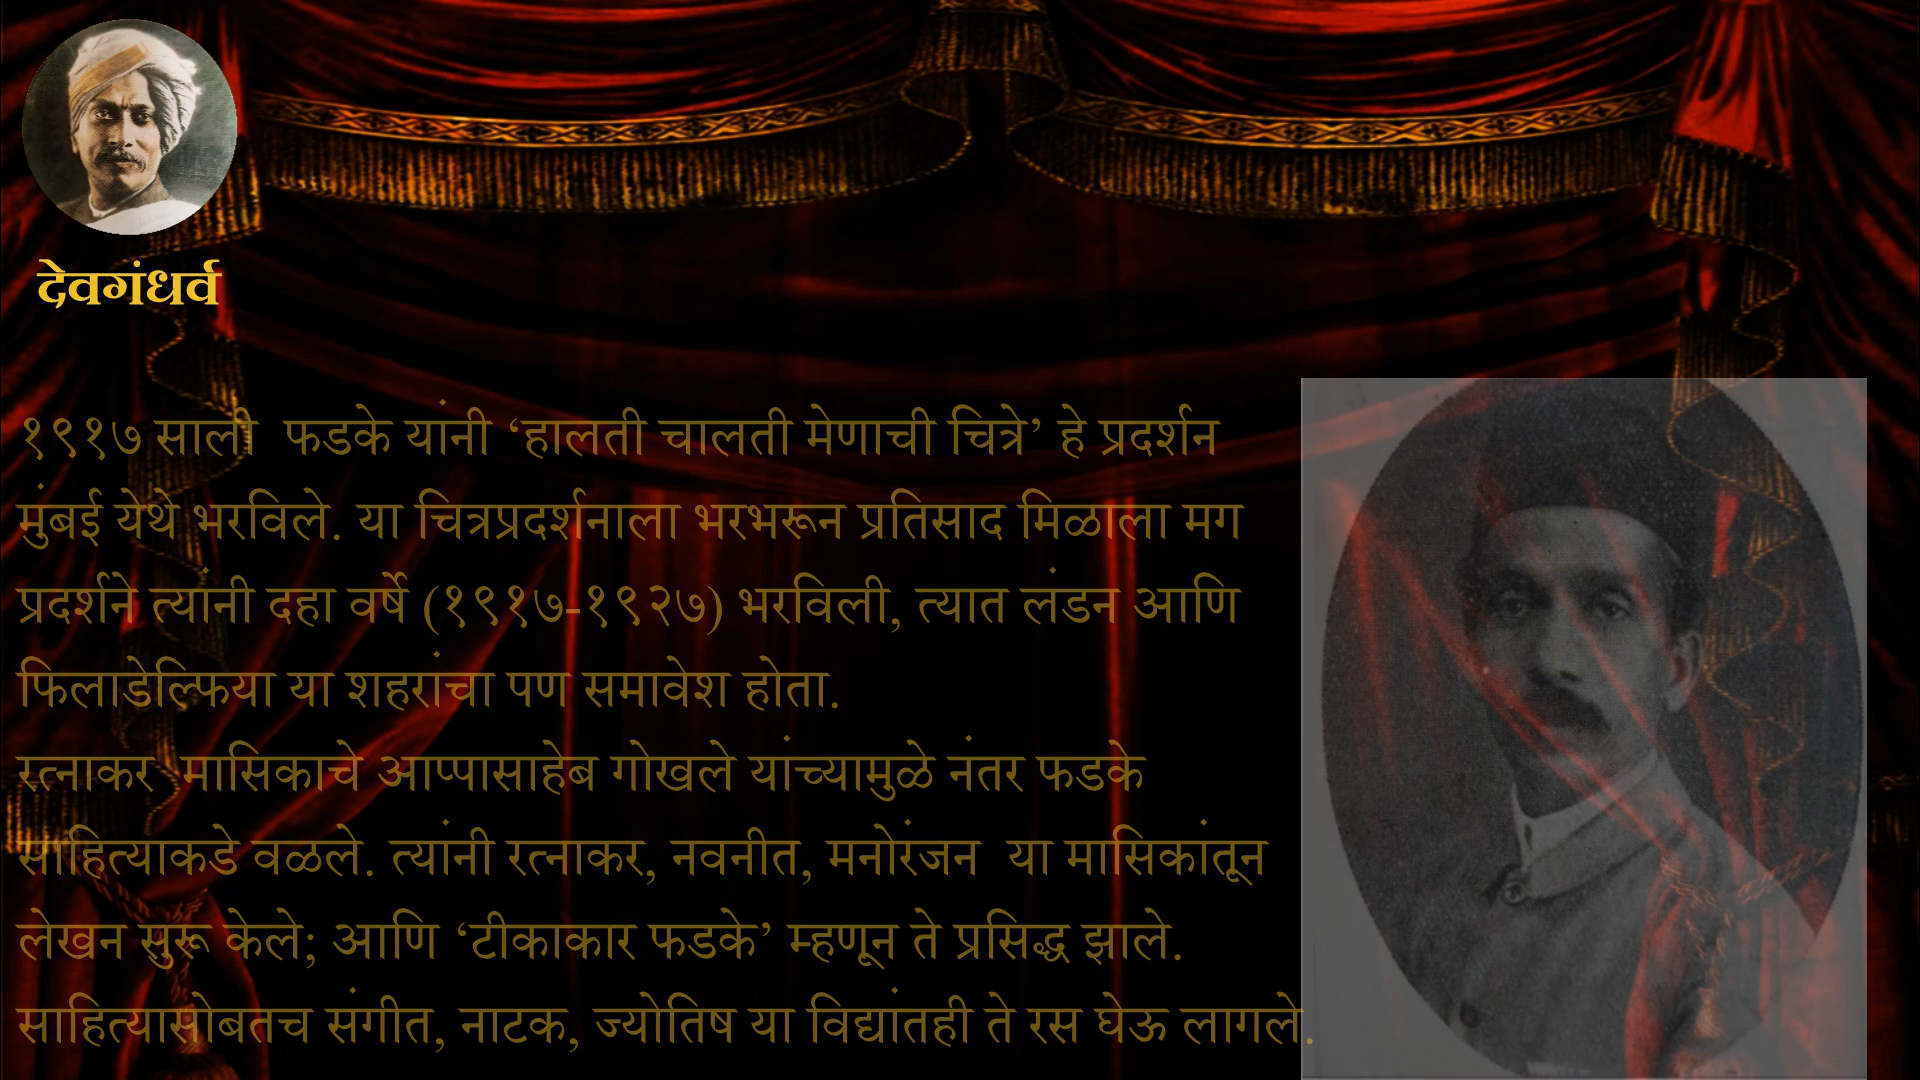 देवगंधर्व
१९१७ साली फडके यांनी ‘हालती चालती मेणाची चित्रे’ हे प्रदर्शन
मुंबई येथे भरविले. या चित्रप्रदर्शनाला भरभरून प्रतिसाद मिळाला मग
प्रदर्शने त्यांनी दहा वर्षे (१९१७-१९२७) भरविली, त्यात लंडन आणि
फिलाडेल्फिया या शहरांचा पण समावेश होता.
रत्नाकर मासिकाचे आप्पासाहेब गोखले यांच्यामुळे नंतर फडके
साहित्याकडे वळले. त्यांनी रत्नाकर, नवनीत, मनोरंजन या मासिकांतून
लेखन सुरू केले; आणि ‘टीकाकार फडके’ म्हणून ते प्रसिद्ध झाले.
साहित्यासोबतच संगीत, नाटक, ज्योतिष या विद्यांतही ते रस घेऊ लागले.